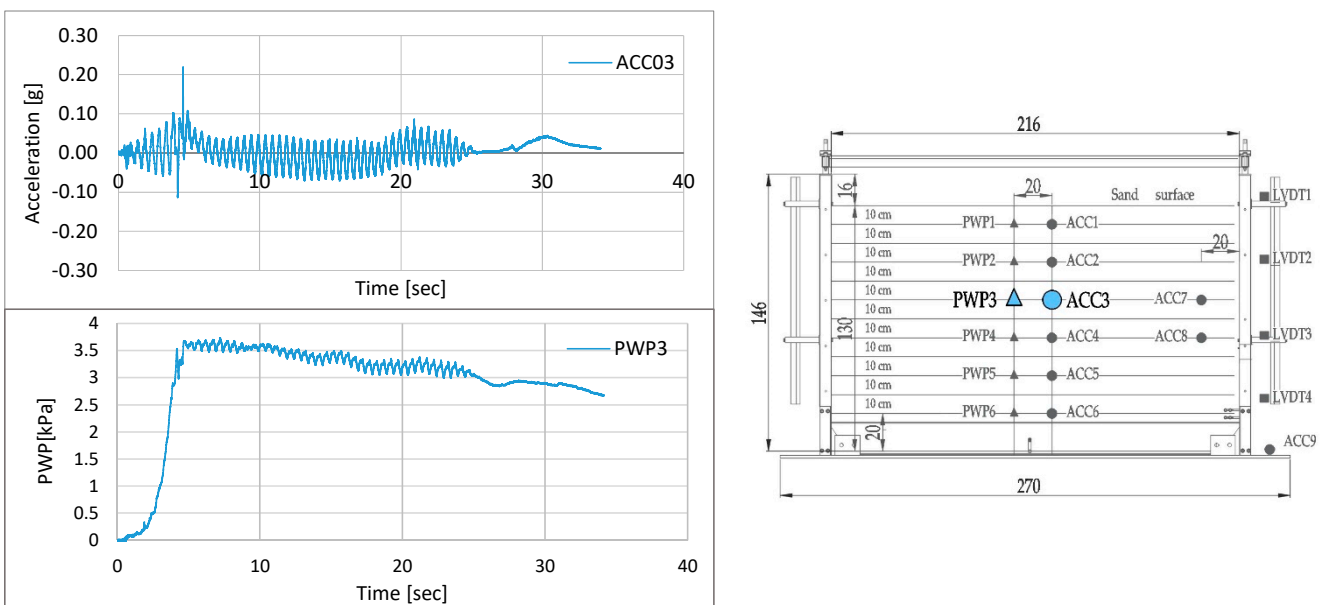 0.30
0.20
0.10
0.00
-0.10
-0.20
-0.30
0 10 20 30 40
Acceleration [g]
Time [sec]
ACC03
4
3.5
3
2.5
2
1.5
1
0.5
0
0 10 20 30 40
PWP[kPa]
Time [sec]
PWP3
216
16
20
Sand surface
LVDT1
10 cm
PWP1 ACC1
10 cm
20
10 cm
PWP2 ACC2
LVDT2
10 cm
10 cm
PWP3 ACC3 ACC7
146
10 cm
130
10 cm
PWP4 ACC4 ACC8
LVDT3
10 cm
10 cm
PWP5 ACC5
10 cm
LVDT4
10 cm
PWP6 ACC6
20
ACC9
270